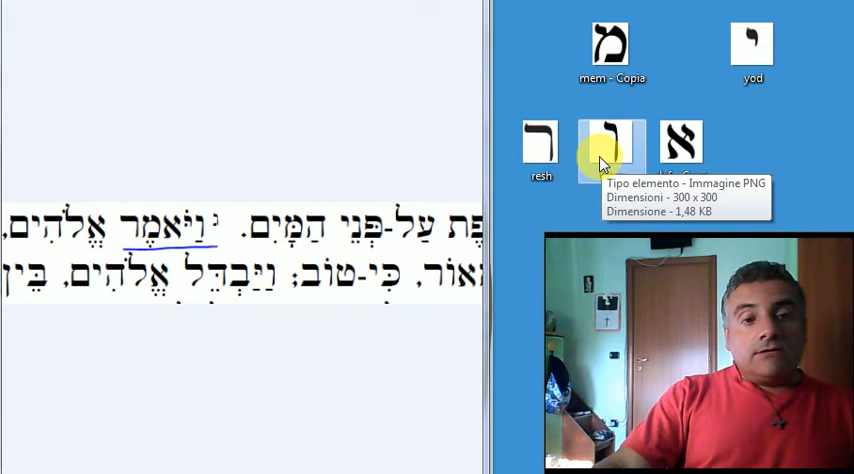 פֶת עַל-פְּנֵי הַמָּיִם. ג וַיֹּאמֶר אֱלֹהִים,
אוֹר, כִּי-טוֹב; וַיַּבְדֵּל אֱלֹהִים, בֵּין
מ
mem - Copia
י
yod
ר
resh
ו
א
Tipo elemento - Immagine PNG
Dimensioni - 300 x 300
Dimensione - 1,48 KB